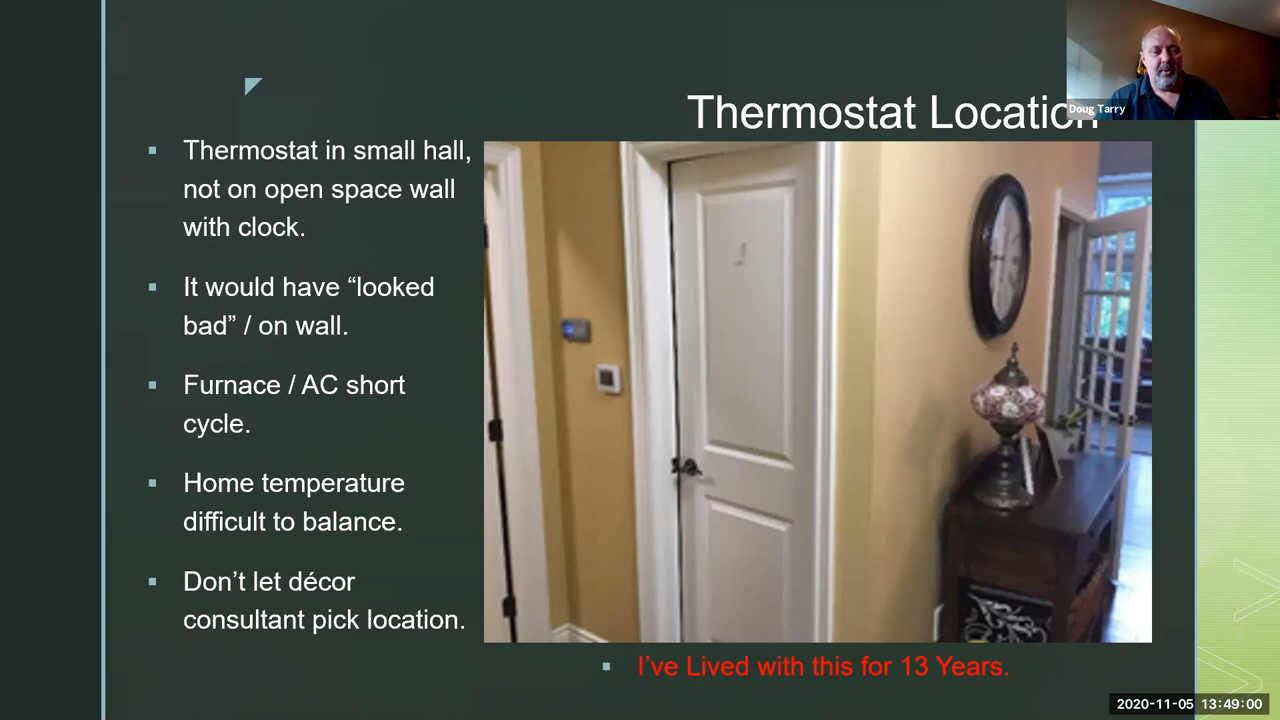 Doug Tarry
Thermostat Location
Thermostat in small hall,
not on open space wall
with clock.
It would have “looked
bad” / on wall.
Furnace / AC short
cycle.
Home temperature
difficult to balance.
Don’t let décor
consultant pick location.
I’ve Lived with this for 13 Years.
2020-11-05 13:49:00